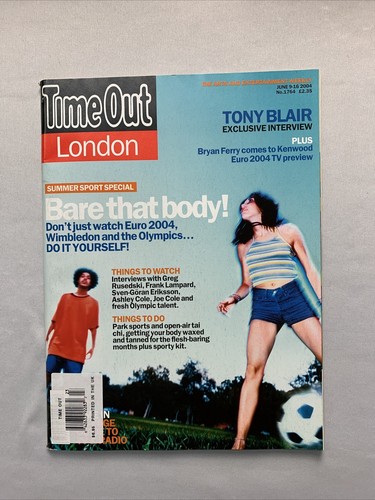 THE ARTS AND ENTERTAINMENT WEEKLY
JUNE 9-16 2004
No.1764 £2.35
Time Out
London
TONY BLAIR
EXCLUSIVE INTERVIEW
PLUS
Bryan Ferry comes to Kenwood
Euro 2004 TV preview
SUMMER SPORT SPECIAL
Bare that body!
Don't just watch Euro 2004,
Wimbledon and the Olympics...
DO IT YOURSELF!
THINGS TO WATCH
Interviews with Greg
Rusedski, Frank Lampard,
Sven-Göran Eriksson,
Ashley Cole, Joe Cole and
fresh Olympic talent.
THINGS TO DO
Park sports and open-air tai
chi, getting your body waxed
and tanned for the flesh-baring
months plus sporty kit.
TIME OUT
PRINTED IN THE UK
TO
RADIO